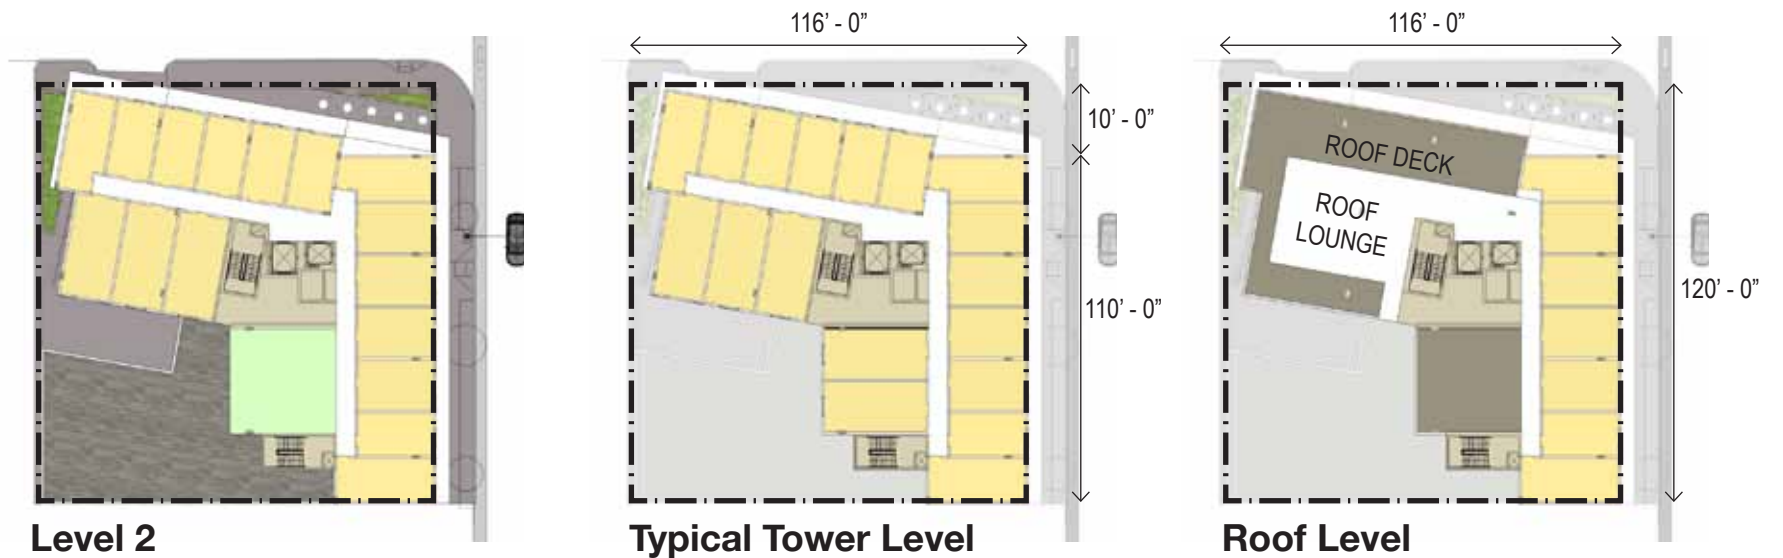 116’ - 0”
116’ - 0”
10’ - 0”
110’ - 0”
120’ - 0”
ROOF DECK
ROOF
LOUNGE
Level 2
Typical Tower Level
Roof Level